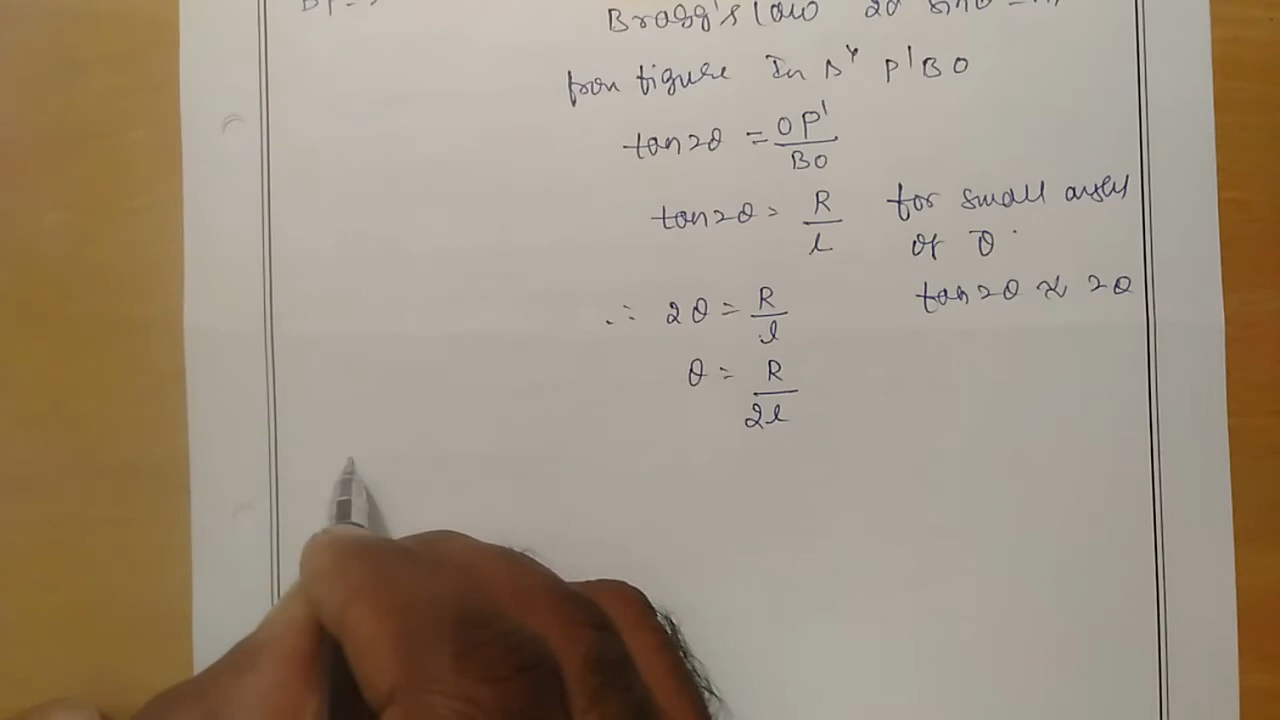 Bragg's law 2d sinθ =
from figure In Δle P'BO
tan2θ = OP'/BO
tan2θ = R/l for small angles
of θ.
tan2θ ≈ 2θ
∴ 2θ = R/l
θ = R/2l